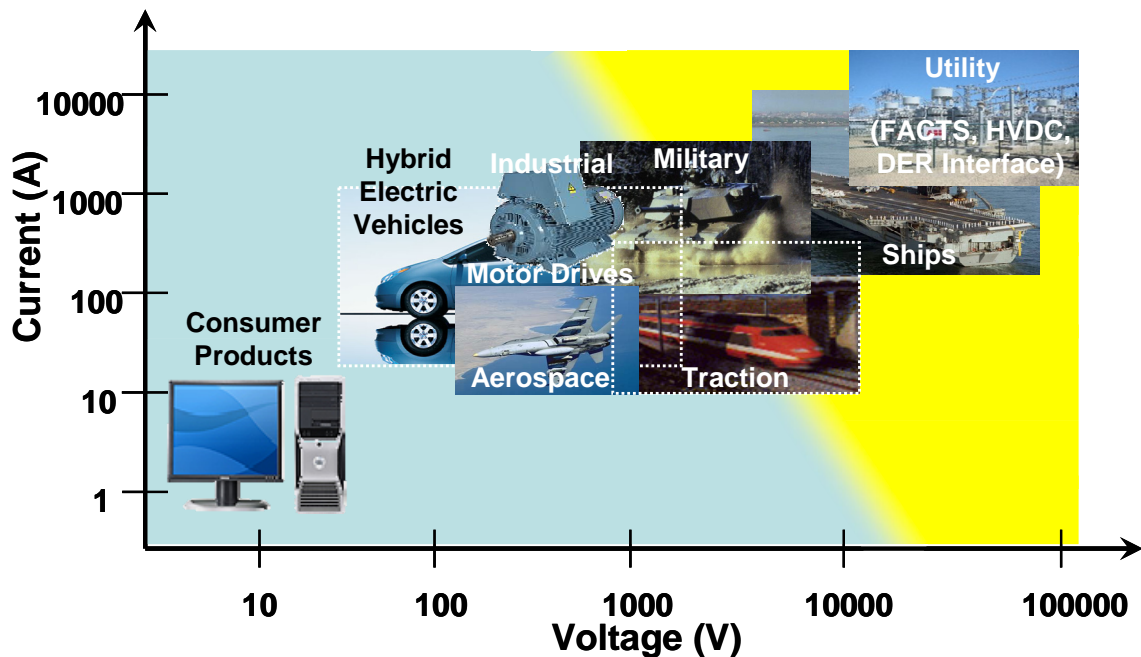 Current (A)
10000
1000
100
10
1
Utility
(FACTS, HVDC,
DER Interface)
Hybrid
Electric
Vehicles
Industrial
Motor Drives
Military
Ships
Consumer
Products
Aerospace
Traction
10
100
1000
10000
100000
Voltage (V)